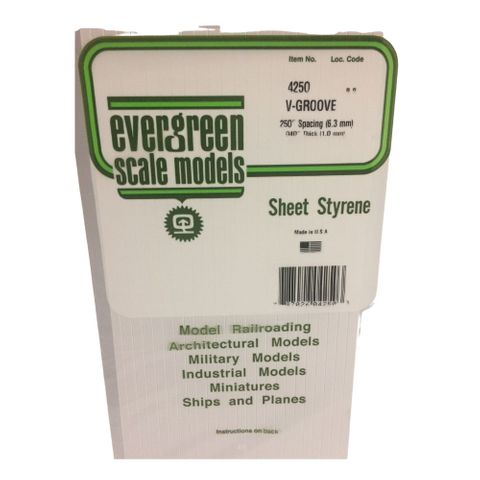 Item No. Loc. Code
4250
V-GROOVE
.250" Spacing (6.3 mm)
.040" Thick (1.0 mm)
evergreen
scale models
Sheet Styrene
Made in U.S.A
Model Railroading
Architectural Models
Military Models
Industrial Models
Miniatures
Ships and Planes
Instructions on back